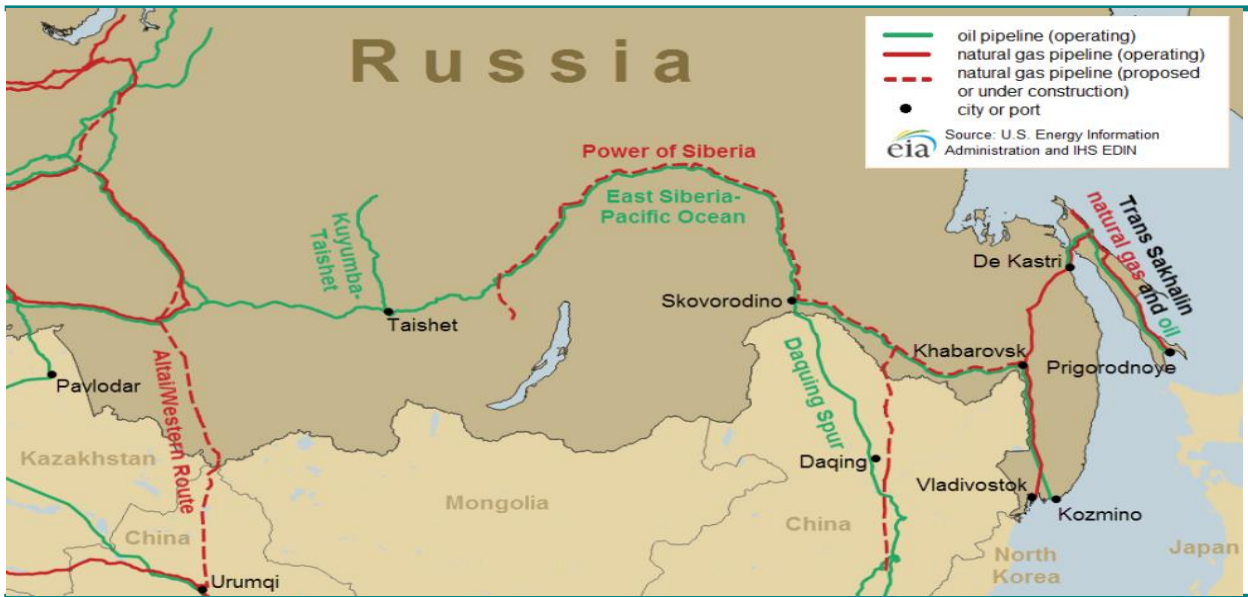 Russia
oil pipeline (operating)
natural gas pipeline (operating)
natural gas pipeline (proposed
or under construction)
city or port
eia
Source: U.S. Energy Information
Administration and IHS EDIN
Power of Siberia
East Siberia-
Pacific Ocean
Kuyumba-
Taishet
Trans Sakhalin
natural gas and oil
De Kastri
Skovorodino
Taishet
Khabarovsk
Prigorodnoye
Pavlodar
Altai/Western Route
Daquing Spur
Kazakhstan
Daqing
Vladivostok
Mongolia
China
China
Kozmino
North
Korea
Japan
Urumqi